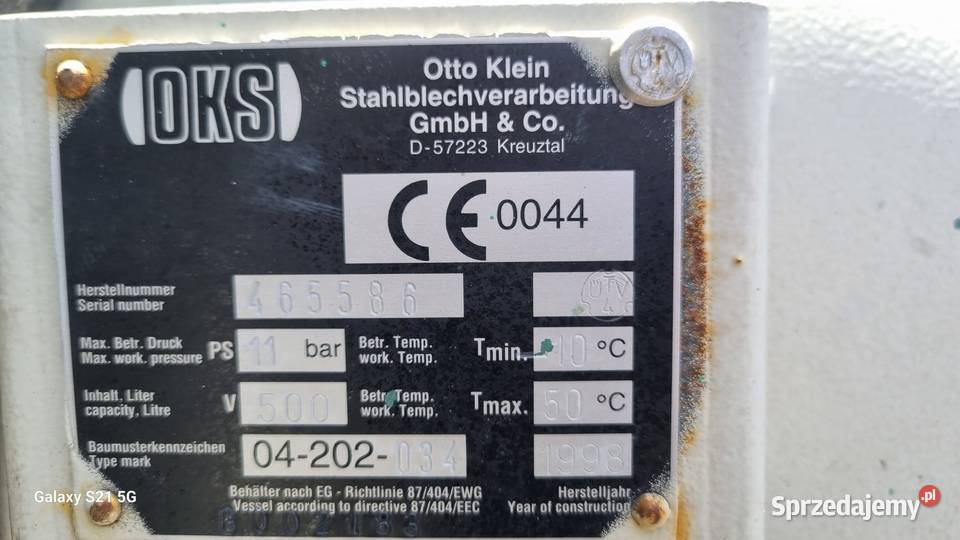 OKS
Otto Klein
Stahlblechverarbeitung
GmbH & Co.
D-57223 Kreuztal
TÜV
CE 0044
Herstellnummer
Serial number
465586
TÜV
Max. Betr. Druck
Max. work. pressure
PS 11 bar
Betr. Temp.
work. Temp.
Tmin. -10 °C
Inhalt. Liter
capacity. Litre
V 500
Betr. Temp.
work. Temp.
Tmax. 50 °C
Baumusterkennzeichen
Type mark
04-202-034
1998
Behälter nach EG - Richtlinie 87/404/EWG
Vessel according to directive 87/404/EEC
Herstelljahr
Year of construction
Galaxy S21 5G
Sprzedajemy.pl